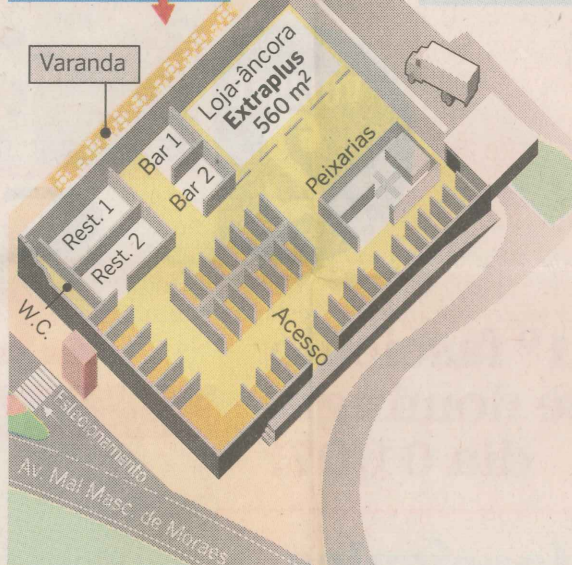 Varanda
Loja-âncora
Extraplus
560 m²
Bar 1
Bar 2
Peixarias
Rest. 1
Rest. 2
W.C.
Acesso
Estacionamento
Av. Mal Masc. de Moraes